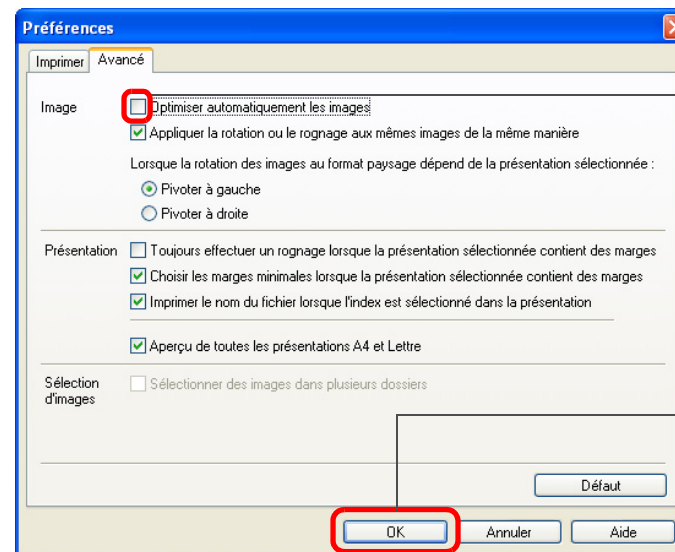 Préférences
Imprimer Avancé
Image
Optimiser automatiquement les images
Appliquer la rotation ou le rognage aux mêmes images de la même manière
Lorsque la rotation des images au format paysage dépend de la présentation sélectionnée :
Pivoter à gauche
Pivoter à droite
Présentation
Toujours effectuer un rognage lorsque la présentation sélectionnée contient des marges
Choisir les marges minimales lorsque la présentation sélectionnée contient des marges
Imprimer le nom du fichier lorsque l'index est sélectionné dans la présentation
Aperçu de toutes les présentations A4 et Lettre
Sélection
d'images
Sélectionner des images dans plusieurs dossiers
Défaut
OK Annuler Aide